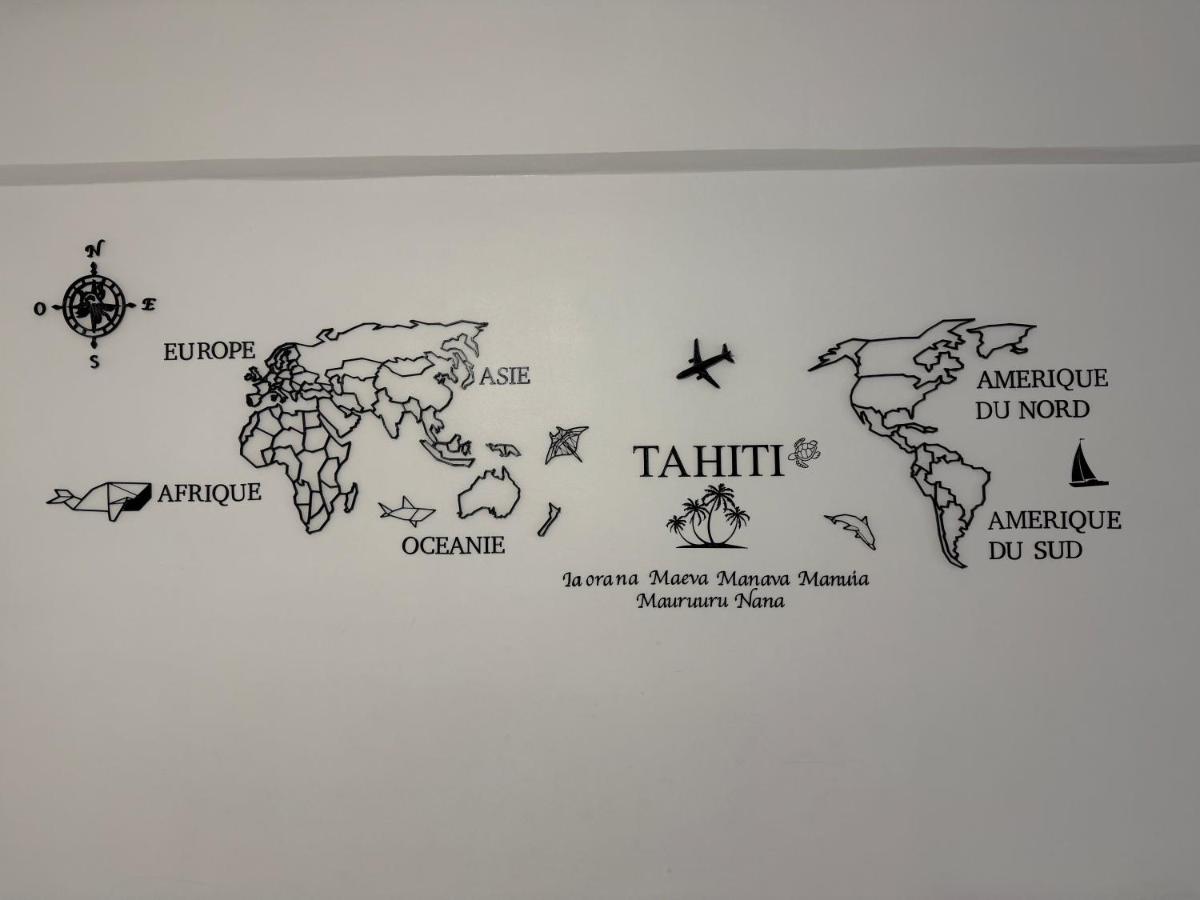 N
O E
S
EUROPE
ASIE
AFRIQUE
OCEANIE
TAHITI
Ia ora na Maeva Manava Manuia
Mauruuru Nana
AMERIQUE
DU NORD
AMERIQUE
DU SUD